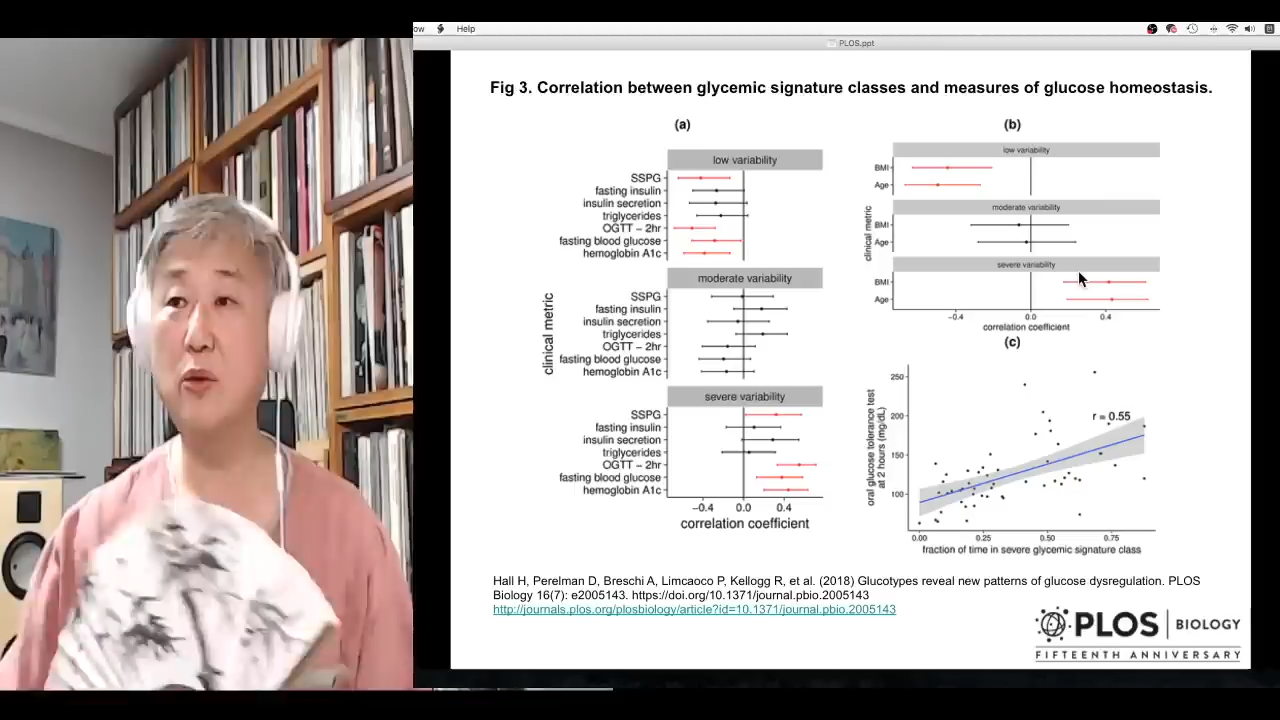 ow
Help
PLOS.ppt
Fig 3. Correlation between glycemic signature classes and measures of glucose homeostasis.
(a)
low variability
SSPG
fasting insulin
insulin secretion
triglycerides
OGTT − 2hr
fasting blood glucose
hemoglobin A1c
moderate variability
SSPG
fasting insulin
insulin secretion
triglycerides
OGTT − 2hr
fasting blood glucose
hemoglobin A1c
severe variability
SSPG
fasting insulin
insulin secretion
triglycerides
OGTT − 2hr
fasting blood glucose
hemoglobin A1c
clinical metric
−0.4 0.0 0.4
correlation coefficient
(b)
low variability
BMI
Age
moderate variability
BMI
Age
severe variability
BMI
Age
clinical metric
−0.4 0.0 0.4
correlation coefficient
(c)
250
200
150
100
r = 0.55
oral glucose tolerance test
at 2 hours (mg/dL)
0.00 0.25 0.50 0.75
fraction of time in severe glycemic signature class
Hall H, Perelman D, Breschi A, Limcaoco P, Kellogg R, et al. (2018) Glucotypes reveal new patterns of glucose dysregulation. PLOS
Biology 16(7): e2005143. https://doi.org/10.1371/journal.pbio.2005143
http://journals.plos.org/plosbiology/article?id=10.1371/journal.pbio.2005143
PLOS BIOLOGY
FIFTEENTH ANNIVERSARY